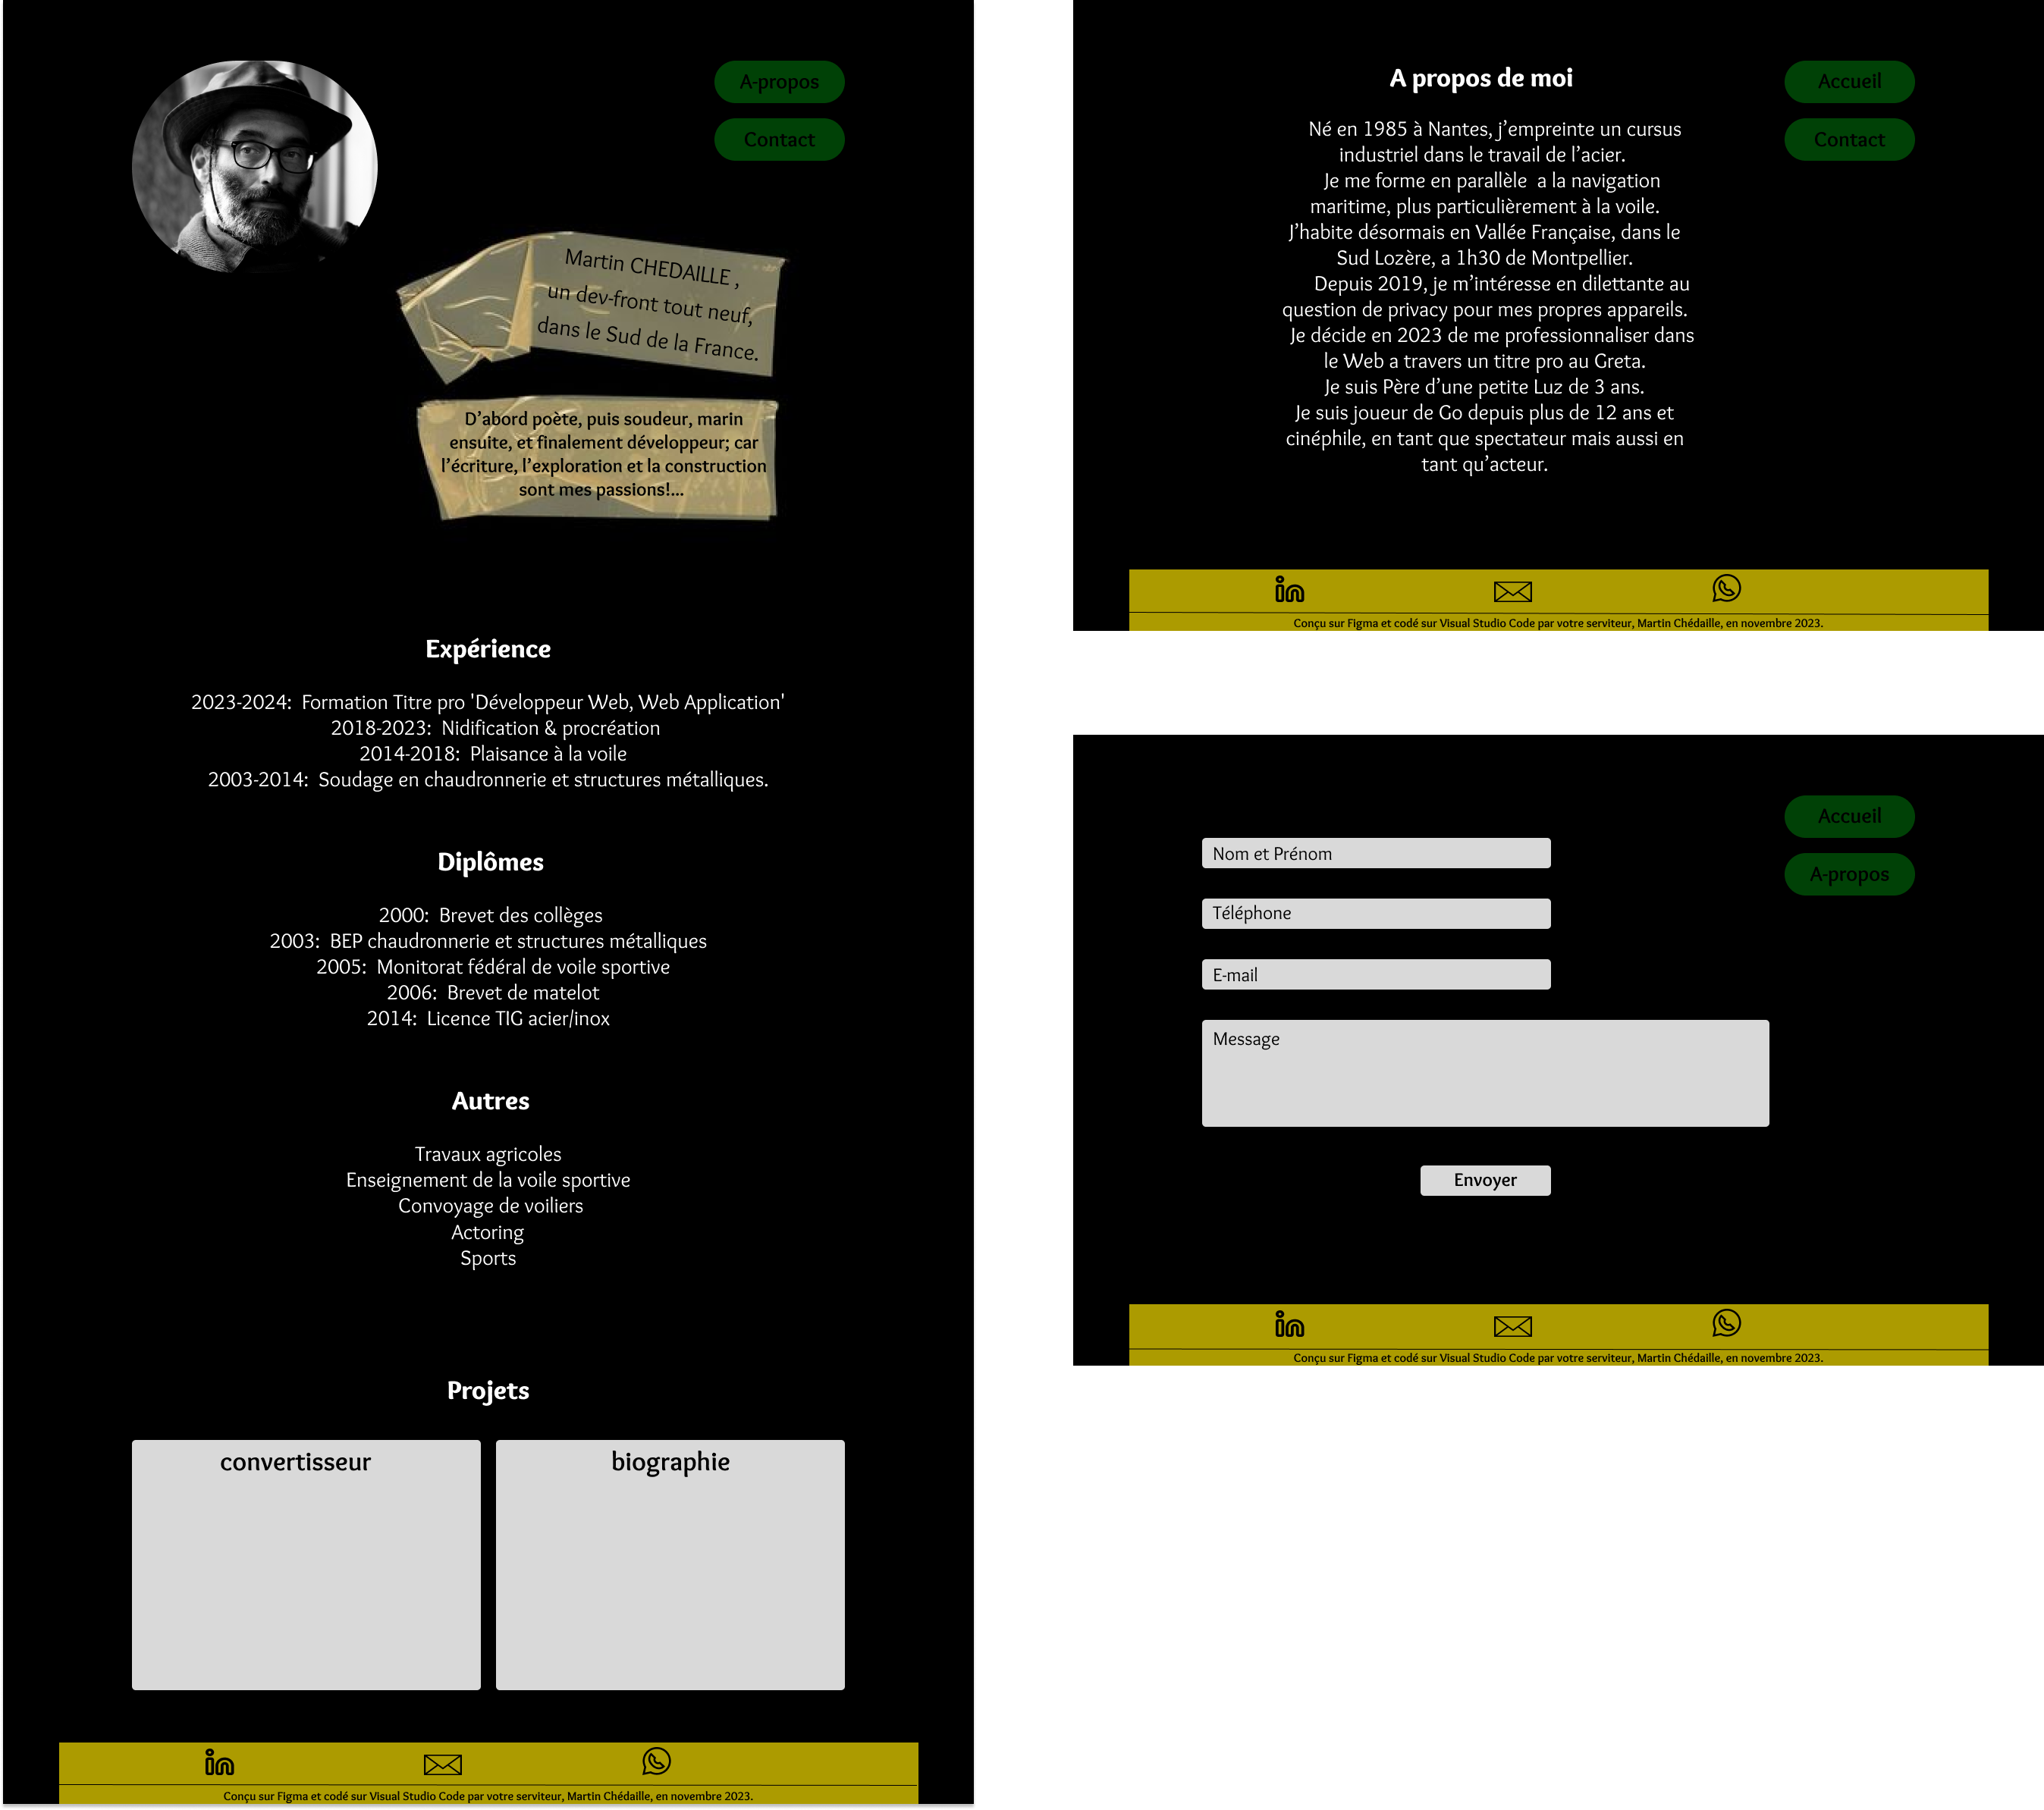 A-propos
Contact
Martin CHEDAILLE ,
un dev-front tout neuf,
dans le Sud de la France.
D’abord poète, puis soudeur, marin
ensuite, et finalement développeur; car
l’écriture, l’exploration et la construction
sont mes passions!...
Expérience
2023-2024:  Formation Titre pro 'Développeur Web, Web Application'
2018-2023:  Nidification & procréation
2014-2018:  Plaisance à la voile
2003-2014:  Soudage en chaudronnerie et structures métalliques.
Diplômes
2000:  Brevet des collèges
2003:  BEP chaudronnerie et structures métalliques
2005:  Monitorat fédéral de voile sportive
2006:  Brevet de matelot
2014:  Licence TIG acier/inox
Autres
Travaux agricoles
Enseignement de la voile sportive
Convoyage de voiliers
Actoring
Sports
Projets
convertisseur
biographie
in
Conçu sur Figma et codé sur Visual Studio Code par votre serviteur, Martin Chédaille, en novembre 2023.
A propos de moi
Accueil
Contact
Né en 1985 à Nantes, j’empreinte un cursus
industriel dans le travail de l’acier.
Je me forme en parallèle  a la navigation
maritime, plus particulièrement à la voile.
J’habite désormais en Vallée Française, dans le
Sud Lozère, a 1h30 de Montpellier.
Depuis 2019, je m’intéresse en dilettante au
question de privacy pour mes propres appareils.
Je décide en 2023 de me professionnaliser dans
le Web a travers un titre pro au Greta.
Je suis Père d’une petite Luz de 3 ans.
Je suis joueur de Go depuis plus de 12 ans et
cinéphile, en tant que spectateur mais aussi en
tant qu’acteur.
in
Conçu sur Figma et codé sur Visual Studio Code par votre serviteur, Martin Chédaille, en novembre 2023.
Accueil
A-propos
Nom et Prénom
Téléphone
E-mail
Message
Envoyer
in
Conçu sur Figma et codé sur Visual Studio Code par votre serviteur, Martin Chédaille, en novembre 2023.